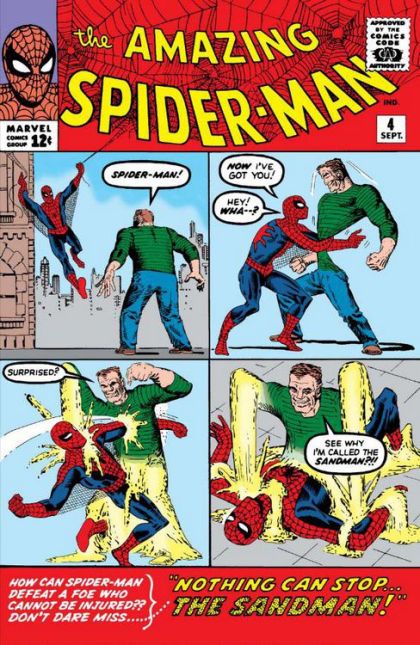 the AMAZING
SPIDER-MAN
IND.
APPROVED
BY THE
COMICS
CODE
AUTHORITY
MARVEL
COMICS
GROUP
12¢
4
SEPT.
SPIDER-MAN!
NOW I'VE
GOT YOU!
HEY!
WHA--?
SURPRISED?
SEE WHY
I'M CALLED THE
SANDMAN?!!
HOW CAN SPIDER-MAN
DEFEAT A FOE WHO
CANNOT BE INJURED??
DON'T DARE MISS.....
"NOTHING CAN STOP...
THE SANDMAN!"